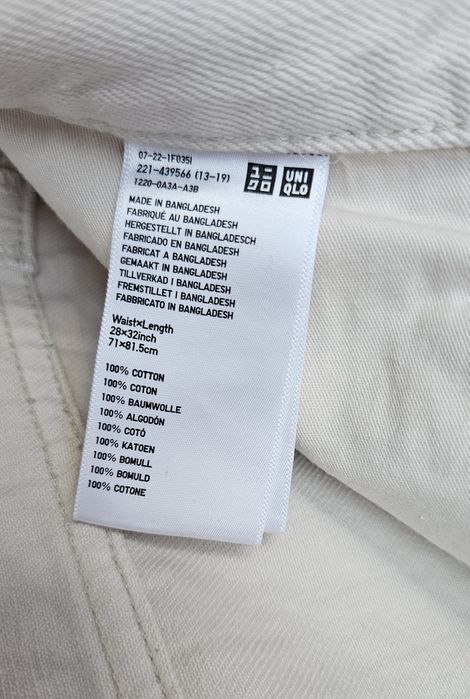 07-22-1F035I
221-439566 (13-19)
1220-0A3A-A3B
ユニ
クロ
UNI
QLO
MADE IN BANGLADESH
FABRIQUÉ AU BANGLADESH
HERGESTELLT IN BANGLADESCH
FABRICADO EN BANGLADESH
FABRICAT A BANGLADESH
GEMAAKT IN BANGLADESH
TILLVERKAD I BANGLADESH
FREMSTILLET I BANGLADESH
FABBRICATO IN BANGLADESH
Waist×Length
28×32inch
71×81.5cm
100% COTTON
100% COTON
100% BAUMWOLLE
100% ALGODÓN
100% COTÓ
100% KATOEN
100% BOMULL
100% BOMULD
100% COTONE